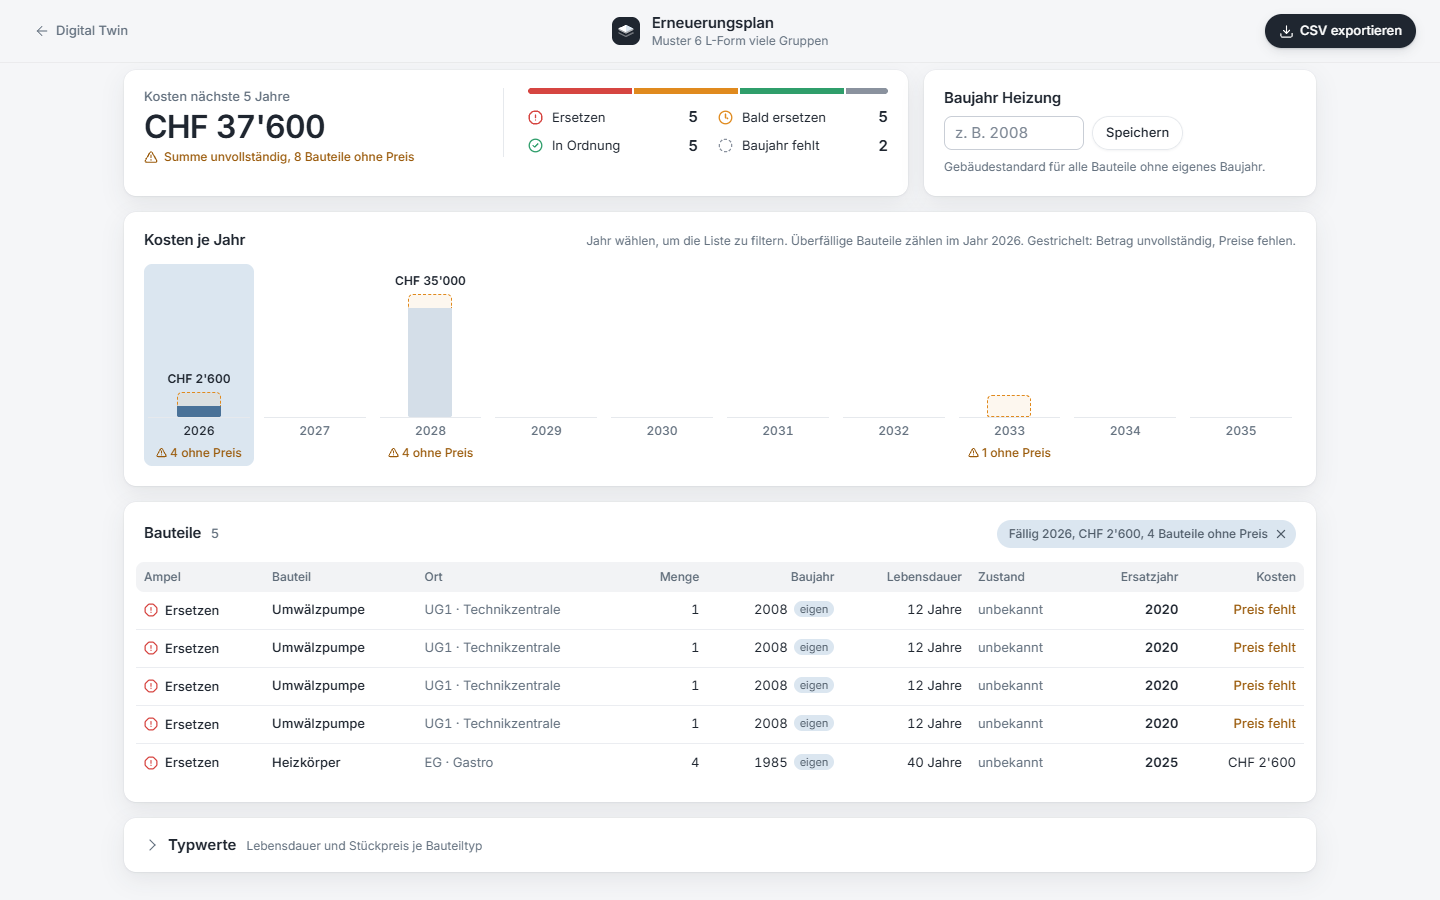 Digital Twin
Erneuerungsplan
Muster 6 L-Form viele Gruppen
CSV exportieren
Kosten nächste 5 Jahre
CHF 37'600
Summe unvollständig, 8 Bauteile ohne Preis
Ersetzen 5
Bald ersetzen 5
In Ordnung 5
Baujahr fehlt 2
Baujahr Heizung
z. B. 2008
Speichern
Gebäudestandard für alle Bauteile ohne eigenes Baujahr.
Kosten je Jahr
Jahr wählen, um die Liste zu filtern. Überfällige Bauteile zählen im Jahr 2026. Gestrichelt: Betrag unvollständig, Preise fehlen.
CHF 35'000
CHF 2'600
2026 2027 2028 2029 2030 2031 2032 2033 2034 2035
4 ohne Preis 4 ohne Preis 1 ohne Preis
Bauteile 5
Fällig 2026, CHF 2'600, 4 Bauteile ohne Preis
Ampel Bauteil Ort Menge Baujahr Lebensdauer Zustand Ersatzjahr Kosten
Ersetzen Umwälzpumpe UG1 · Technikzentrale 1 2008 eigen 12 Jahre unbekannt 2020 Preis fehlt
Ersetzen Umwälzpumpe UG1 · Technikzentrale 1 2008 eigen 12 Jahre unbekannt 2020 Preis fehlt
Ersetzen Umwälzpumpe UG1 · Technikzentrale 1 2008 eigen 12 Jahre unbekannt 2020 Preis fehlt
Ersetzen Umwälzpumpe UG1 · Technikzentrale 1 2008 eigen 12 Jahre unbekannt 2020 Preis fehlt
Ersetzen Heizkörper EG · Gastro 4 1985 eigen 40 Jahre unbekannt 2025 CHF 2'600
Typwerte Lebensdauer und Stückpreis je Bauteiltyp